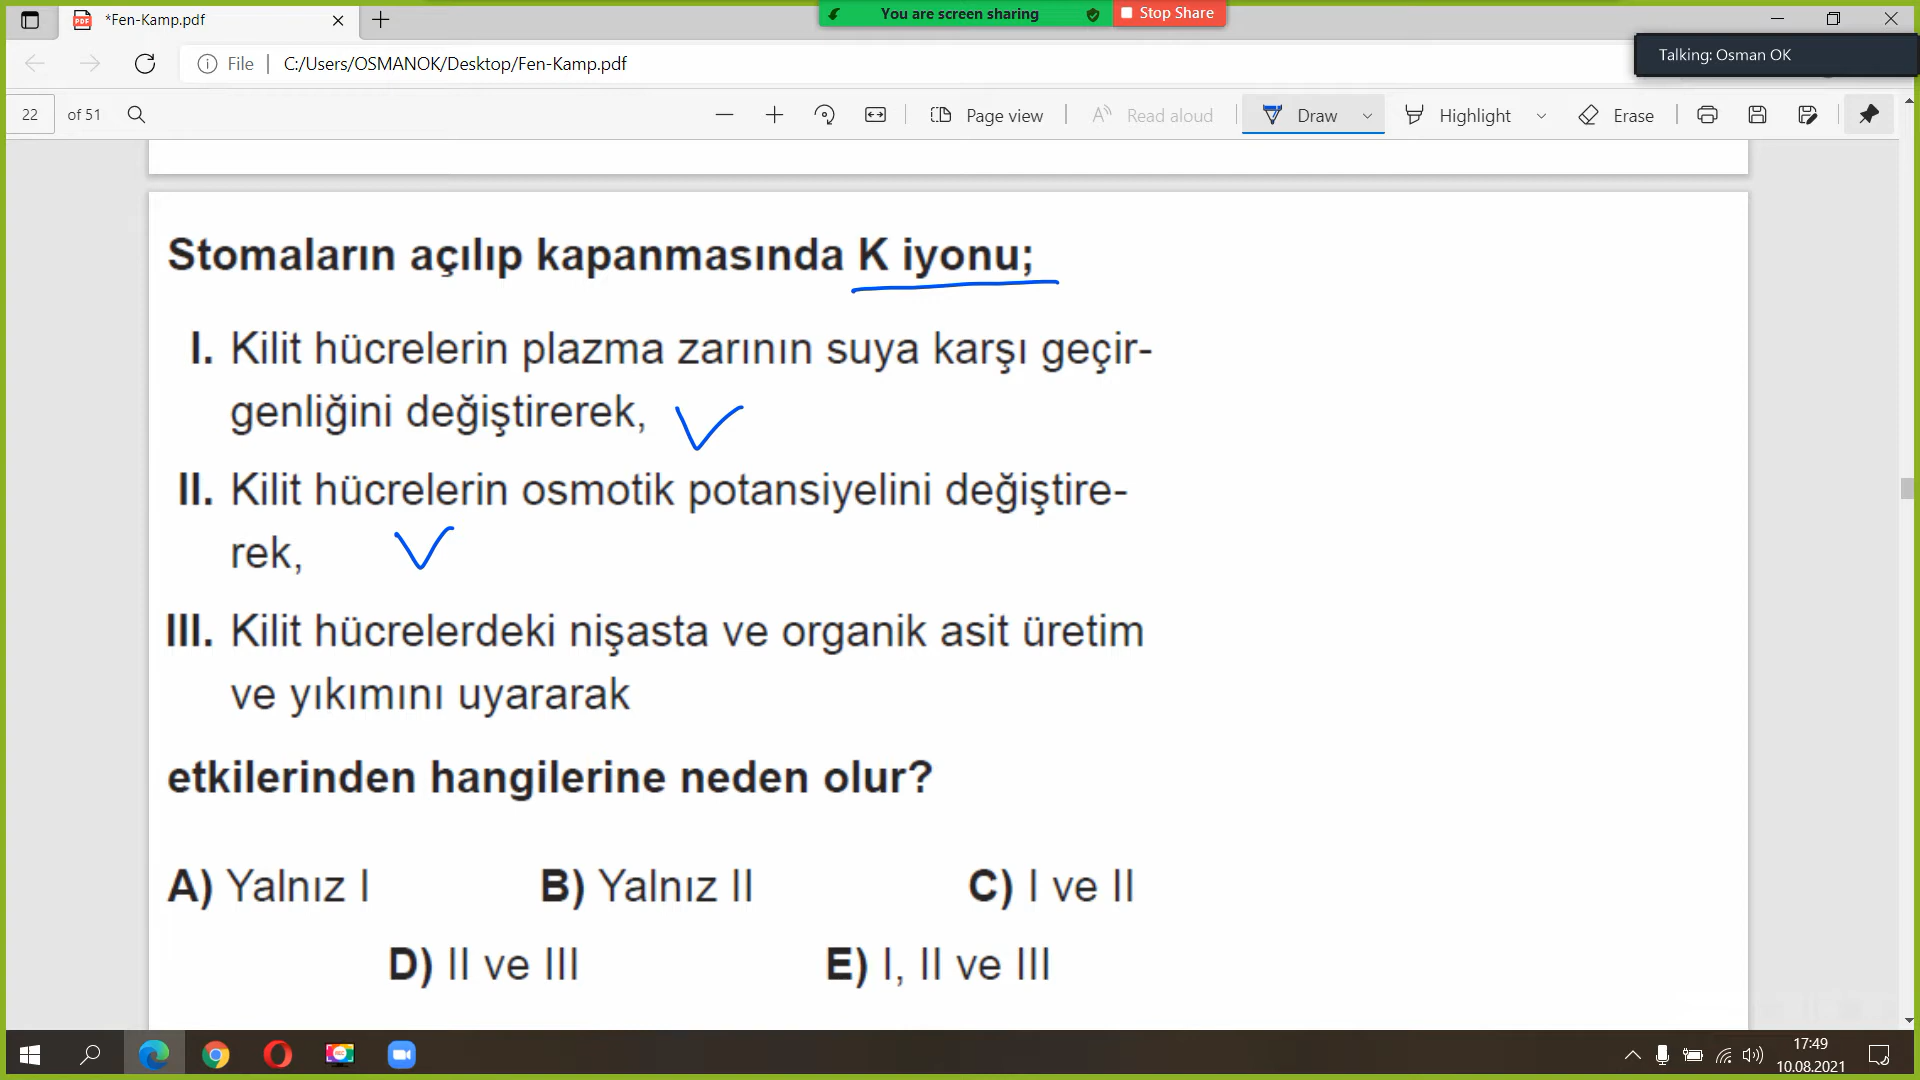 *Fen-Kamp.pdf
You are screen sharing
Stop Share
Talking: Osman OK
File
C:/Users/OSMANOK/Desktop/Fen-Kamp.pdf
22 of 51
Page view
Read aloud
Draw
Highlight
Erase
Stomaların açılıp kapanmasında K iyonu;
I. Kilit hücrelerin plazma zarının suya karşı geçir-
genliğini değiştirerek,
II. Kilit hücrelerin osmotik potansiyelini değiştire-
rek,
III. Kilit hücrelerdeki nişasta ve organik asit üretim
ve yıkımını uyararak
etkilerinden hangilerine neden olur?
A) Yalnız I B) Yalnız II C) I ve II
D) II ve III E) I, II ve III
17:49
10.08.2021